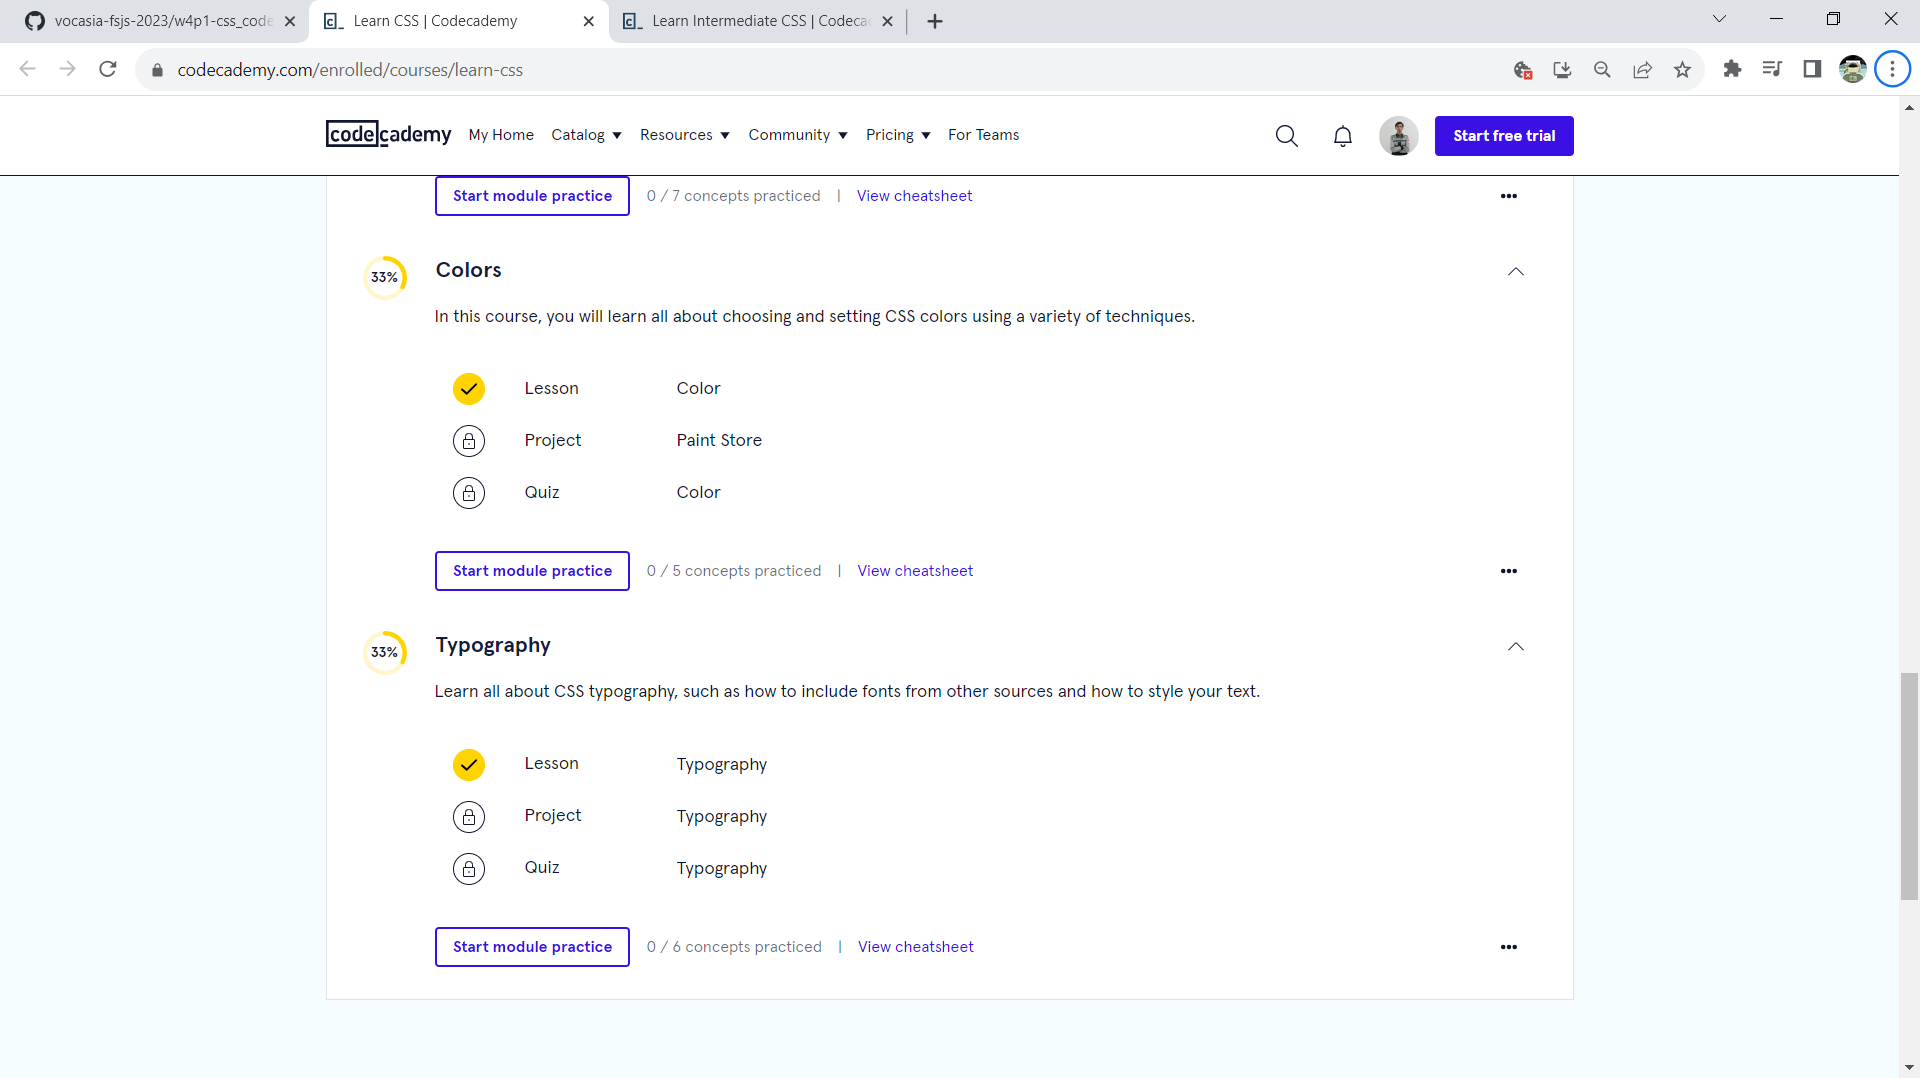 vocasia-fsjs-2023/w4p1-css_code
Learn CSS | Codecademy
Learn Intermediate CSS | Codeca
codecademy.com/enrolled/courses/learn-css
codecademy My Home Catalog Resources Community Pricing For Teams Start free trial
Start module practice 0 / 7 concepts practiced | View cheatsheet
33% Colors
In this course, you will learn all about choosing and setting CSS colors using a variety of techniques.
Lesson Color
Project Paint Store
Quiz Color
Start module practice 0 / 5 concepts practiced | View cheatsheet
33% Typography
Learn all about CSS typography, such as how to include fonts from other sources and how to style your text.
Lesson Typography
Project Typography
Quiz Typography
Start module practice 0 / 6 concepts practiced | View cheatsheet